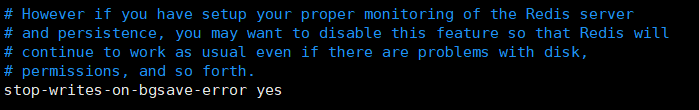 # However if you have setup your proper monitoring of the Redis server
# and persistence, you may want to disable this feature so that Redis will
# continue to work as usual even if there are problems with disk,
# permissions, and so forth.
stop-writes-on-bgsave-error yes